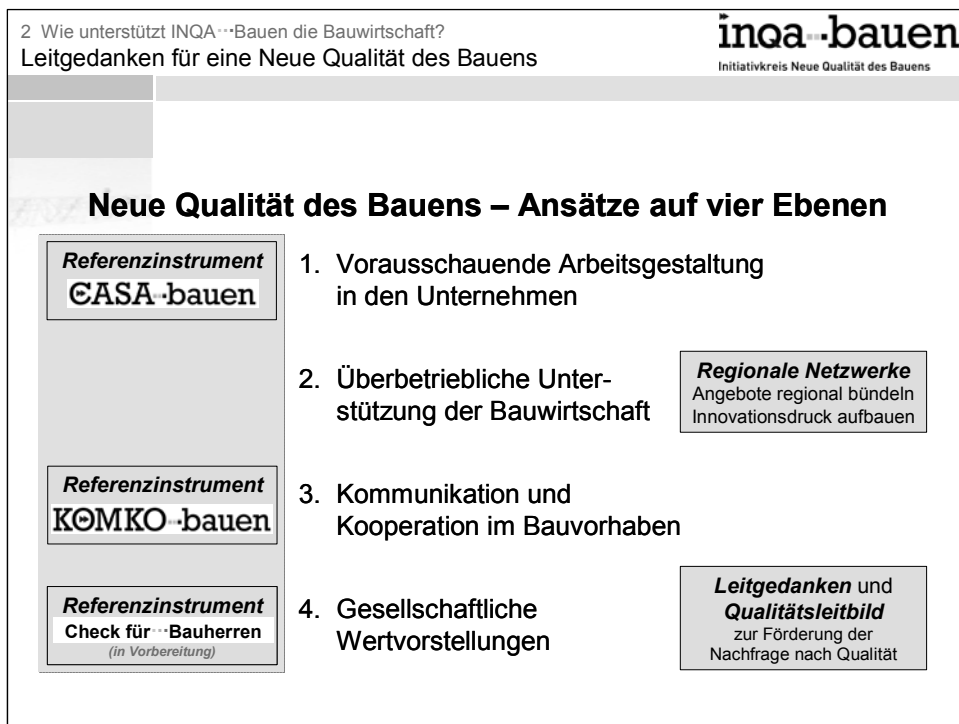 2 Wie unterstützt INQA···Bauen die Bauwirtschaft?
Leitgedanken für eine Neue Qualität des Bauens
inqa···bauen
Initiativkreis Neue Qualität des Bauens
Neue Qualität des Bauens – Ansätze auf vier Ebenen
Referenzinstrument
CASA···bauen
1. Vorausschauende Arbeitsgestaltung
in den Unternehmen
2. Überbetriebliche Unter-
stützung der Bauwirtschaft
Regionale Netzwerke
Angebote regional bündeln
Innovationsdruck aufbauen
Referenzinstrument
KOMKO···bauen
3. Kommunikation und
Kooperation im Bauvorhaben
Referenzinstrument
Check für···Bauherren
(in Vorbereitung)
4. Gesellschaftliche
Wertvorstellungen
Leitgedanken und
Qualitätsleitbild
zur Förderung der
Nachfrage nach Qualität